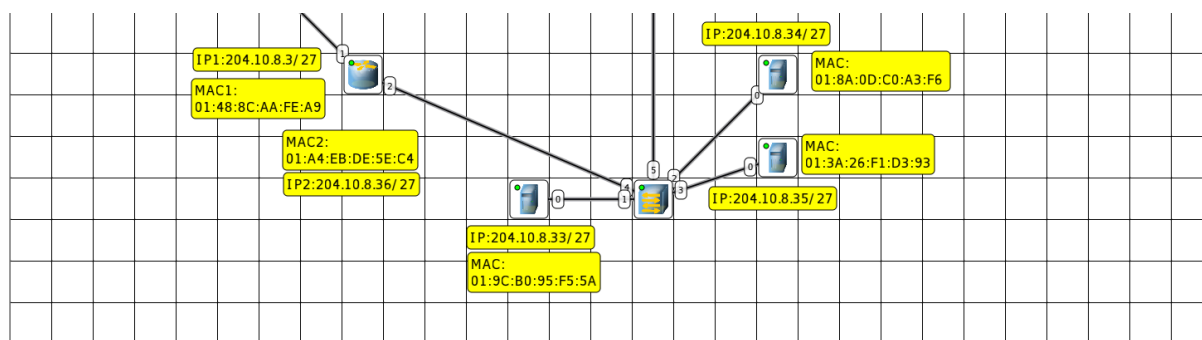 IP:204.10.8.34/27
IP1:204.10.8.3/27
1
MAC:
01:8A:0D:C0:A3:F6
MAC1:
01:48:8C:AA:FE:A9
2
0
MAC2:
01:A4:EB:DE:5E:C4
MAC:
01:3A:26:F1:D3:93
0
5
2
IP2:204.10.8.36/27
4
3
0
1
IP:204.10.8.35/27
IP:204.10.8.33/27
MAC:
01:9C:B0:95:F5:5A